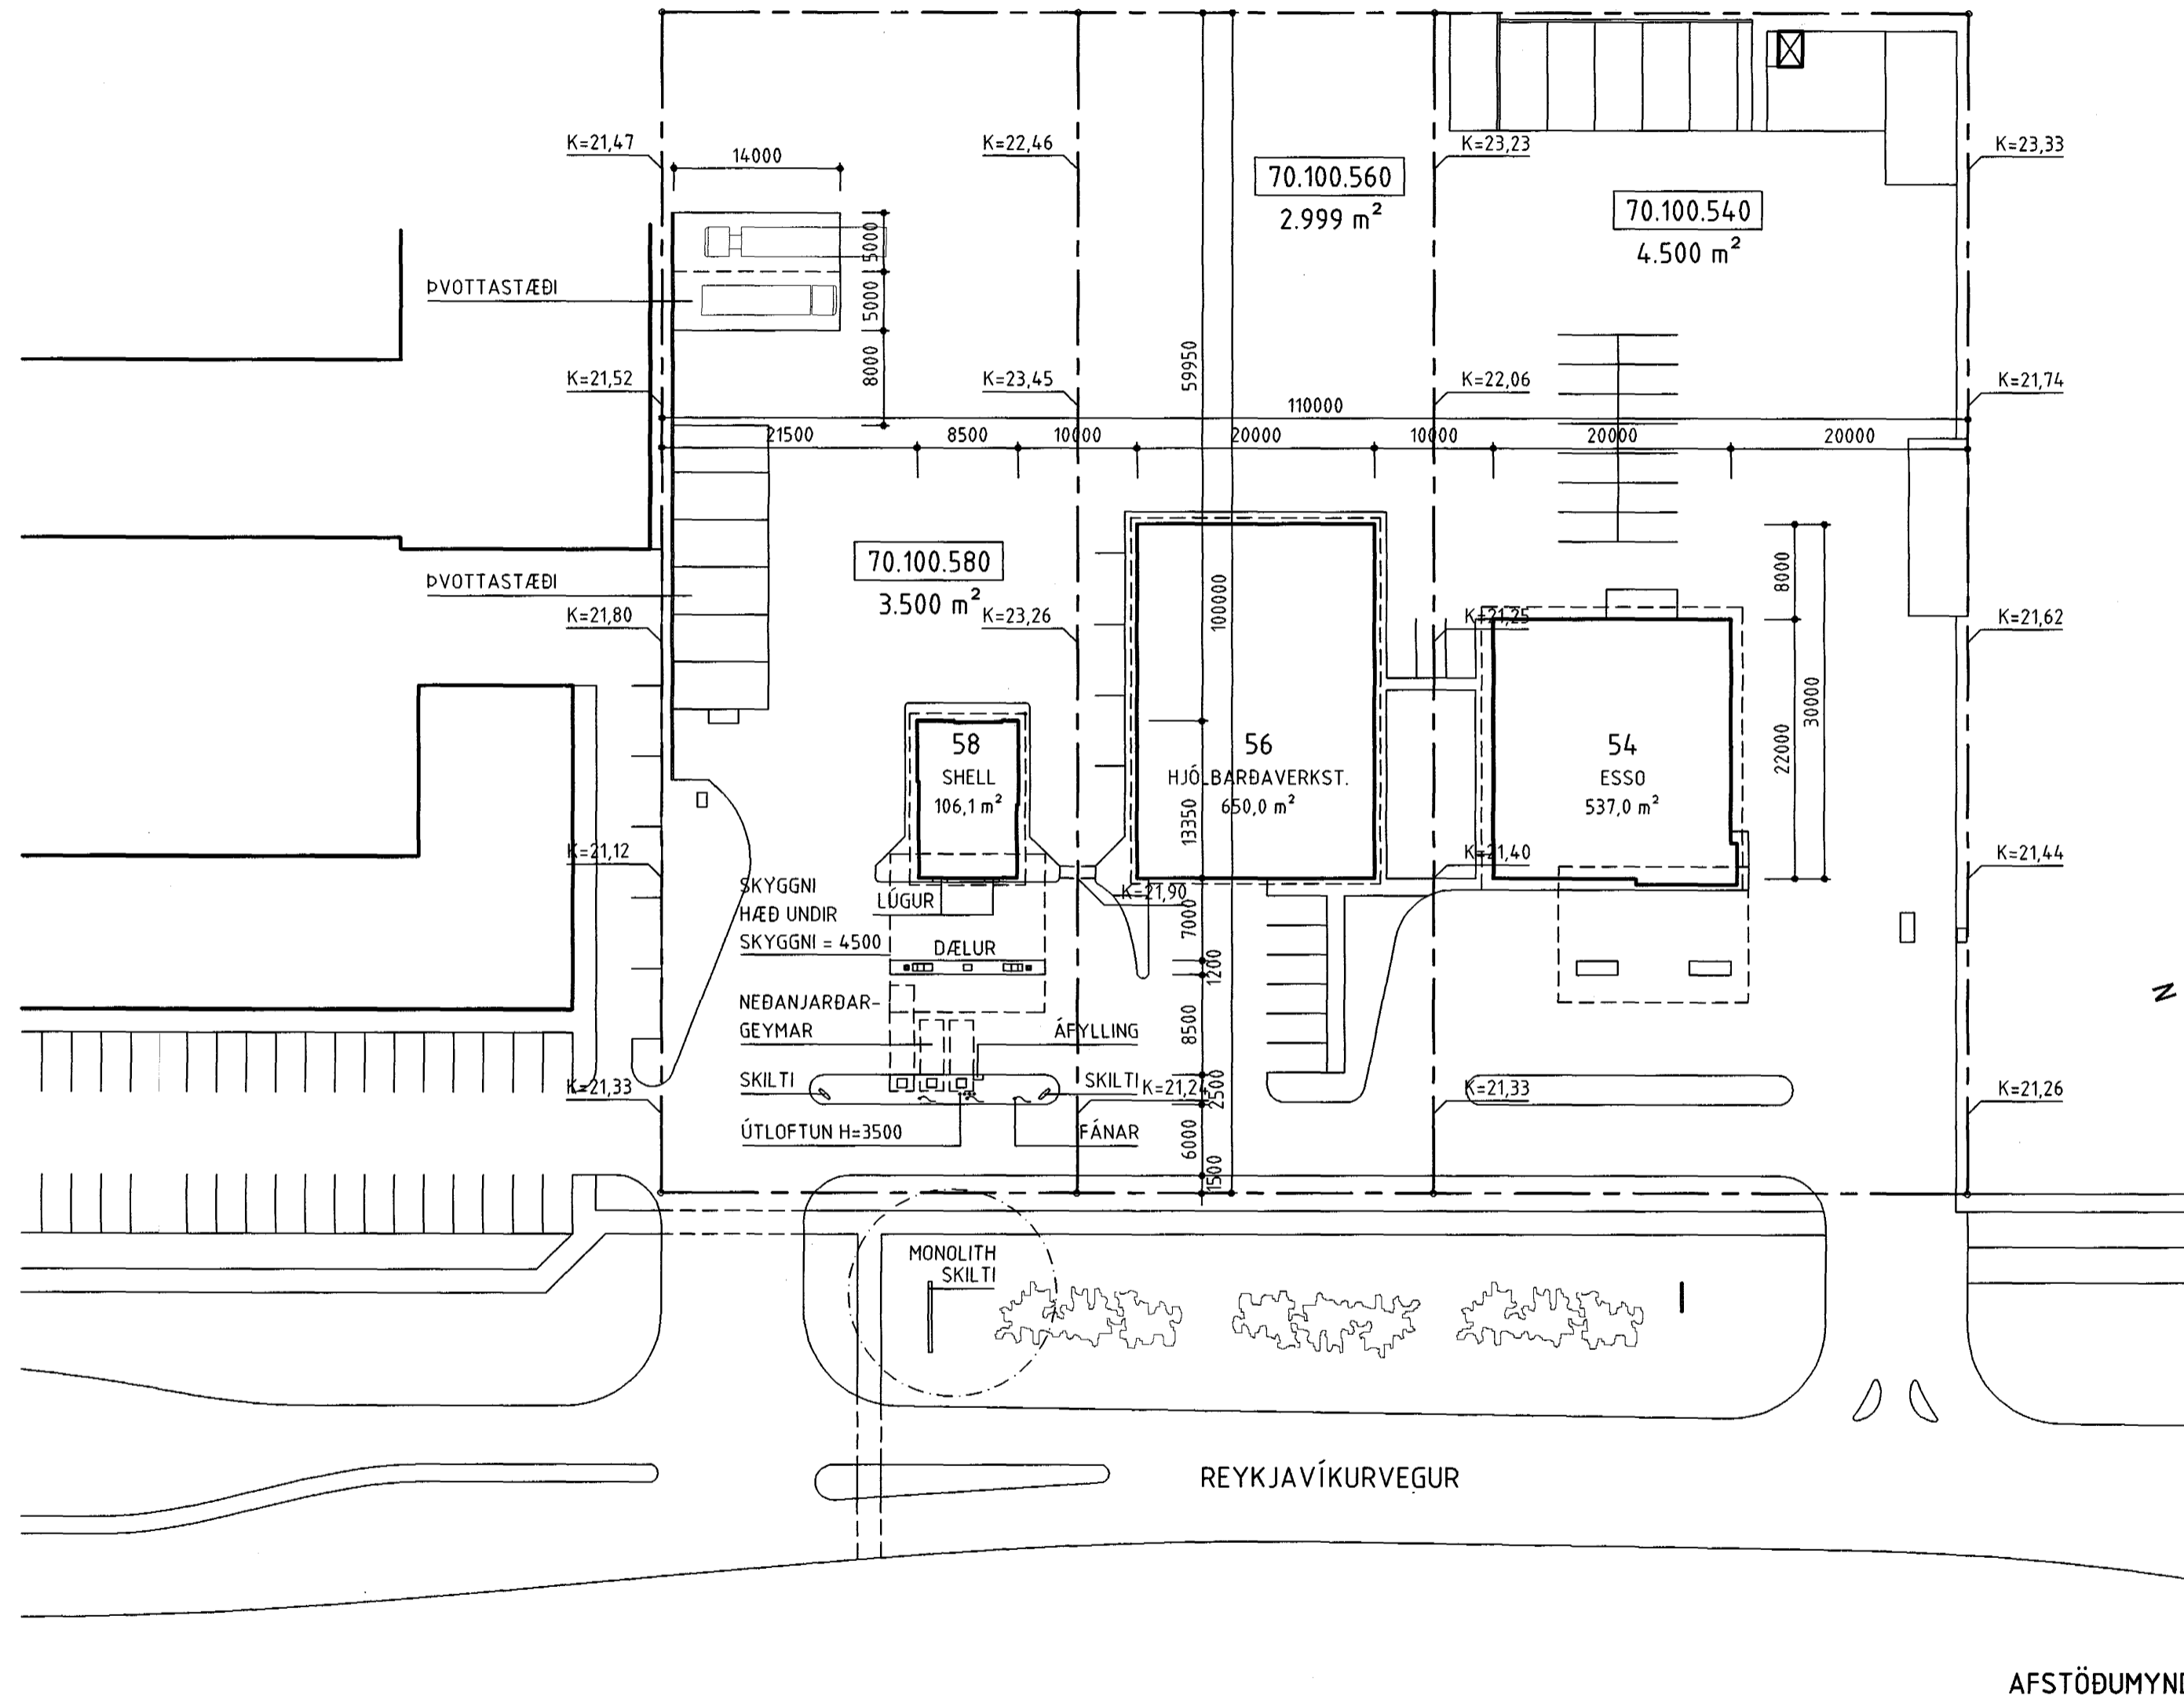 K=21,47
K=22,46
K=23,23
K=23,33
14000
70.100.560
2.999 m²
70.100.540
4.500 m²
5000
5000
8000
ÞVOTTASTÆÐI
59950
K=21,52
K=23,45
K=22,06
K=21,74
110000
21500
8500
10000
20000
10000
20000
20000
70.100.580
3.500 m²
ÞVOTTASTÆÐI
100000
8000
K=21,80
K=23,26
K=21,25
K=21,62
30000
22000
58
SHELL
106,1 m²
56
HJÓLBARÐAVERKST.
650,0 m²
54
ESSO
537,0 m²
13350
K=21,12
K=21,40
K=21,44
SKYGGNI
HÆÐ UNDIR
SKYGGNI = 4500
LÚGUR
K=21,90
7000
DÆLUR
1200
NEÐANJARÐAR-
GEYMAR
ÁFYLLING
8500
N
K=21,33
SKILTI
SKILTI
K=21,24
2500
K=21,33
K=21,26
ÚTLOFTUN H=3500
FÁNAR
6000
1500
MONOLITH
SKILTI
REYKJAVÍKURVEGUR